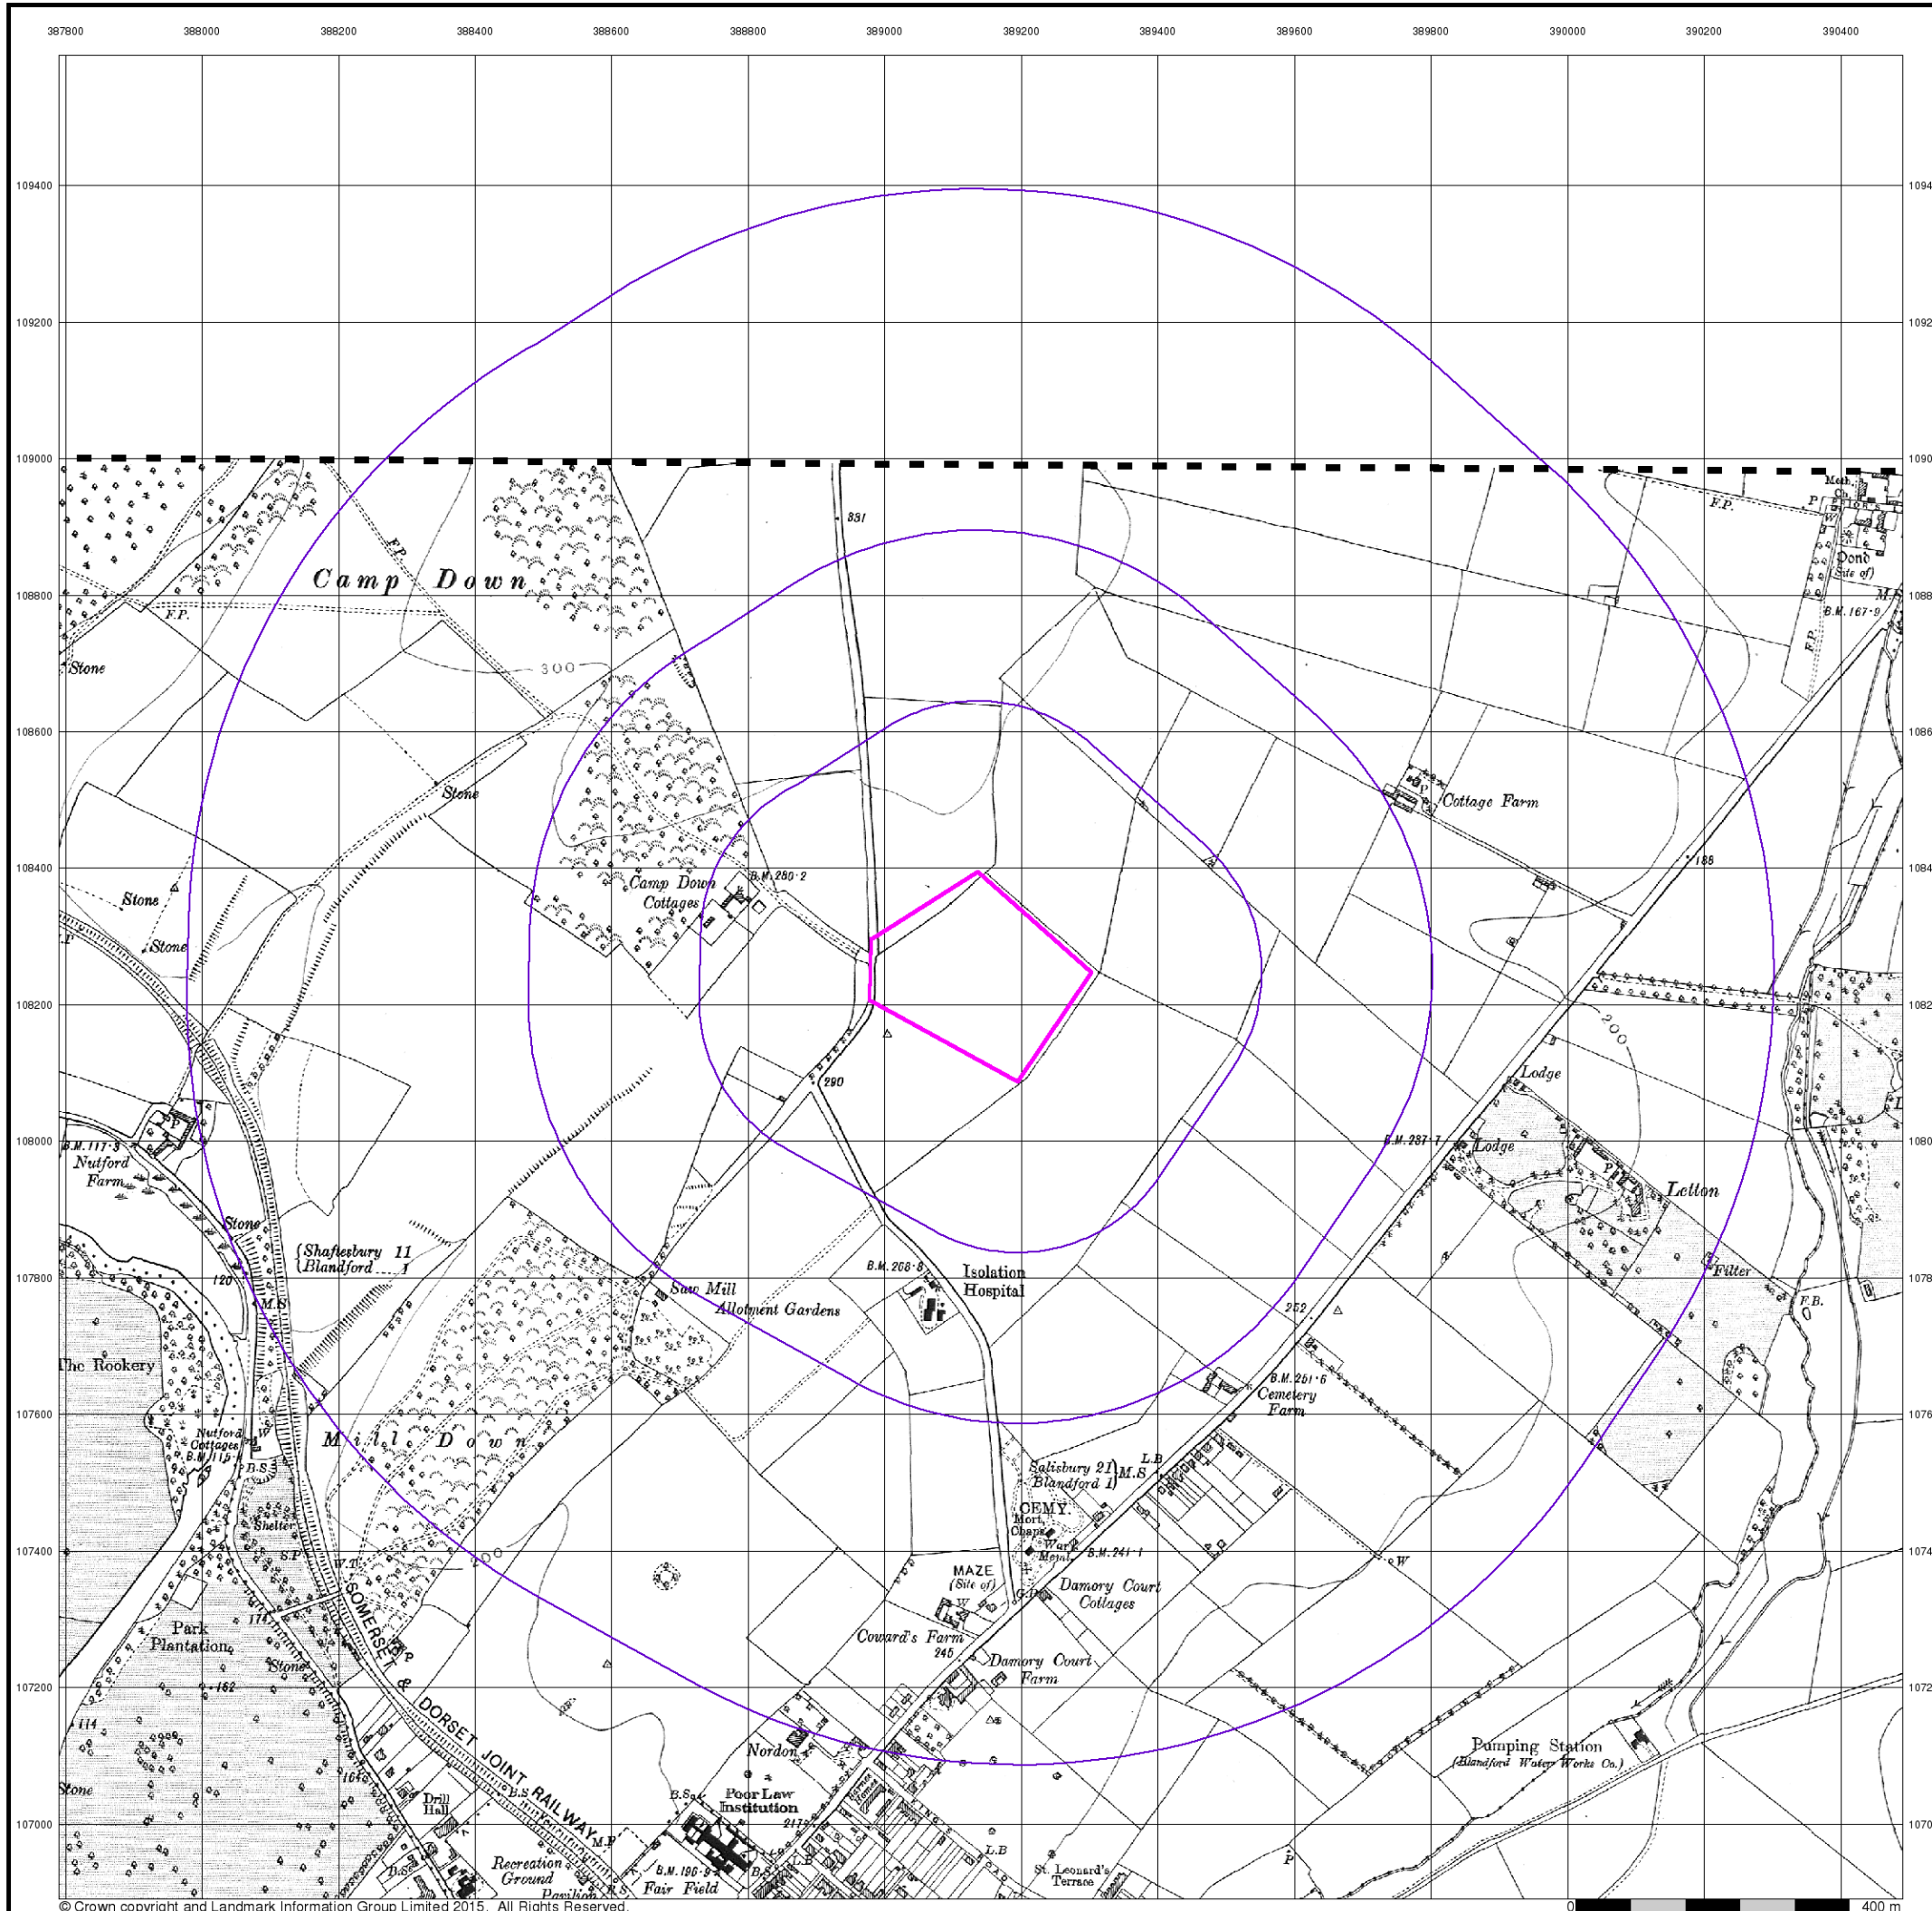 387800 388000 388200 388400 388600 388800 389000 389200 389400 389600 389800 390000 390200 390400
109400
109200
109000
Meth.
Ch.
P
F.P.
W
331
F.P.
Pond
(Site of)
Camp Down
108800
B.M. 167·9
F.P.
F.P.
Stone
300
108600
Stone
P
Cottage Farm
185
108400
B.M. 280·2
Camp Down
Cottages
Stone
Stone
108200
200
290
Lodge
P
108000
B.M. 117·3
Nutford
Farm
B.M. 237·7
Lodge
P
Letton
Stone
Shaftesbury 11
Blandford 1
B.M. 268·8
Isolation
Hospital
Filter
107800
120
M.S
Saw Mill
Allotment Gardens
F.B.
252
The Rookery
B.M. 251·6
Cemetery
Farm
107600
Nutford
Cottages
W
B.M. 115·
B.S.
Mill Down
Salisbury 21
Blandford 1
M.S
L.B
CEMY.
Mort.
Chaps.
Shelter
S.P
W.T.
War
Meml.
B.M. 241·1
200
W
107400
MAZE
(Site of)
G.P
Damory Court
Cottages
W
174
Park
Plantation
P
Coward's Farm
245
Stone
Damory Court
Farm
162
107200
SOMERSET & DORSET JOINT RAILWAY
114
Nordon
Pumping Station
(Blandford Water Works Co.)
164
Stone
B.S
B.S.
Poor Law
Institution
Drill
Hall
217
107000
M.P
L.B
L.B
B.S
Recreation
Ground
B.M. 196·9
B.S
St. Leonard's
Terrace
P
Pavilion
B.S.
Fair Field
© Crown copyright and Landmark Information Group Limited 2015. All Rights Reserved.
0 400 m